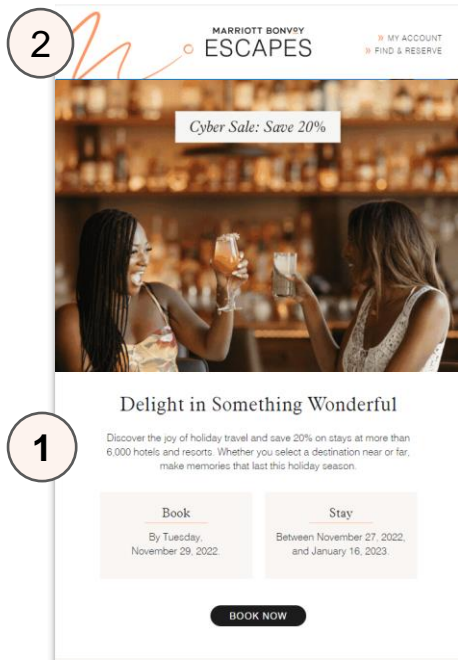 2
MARRIOTT BONVOY
ESCAPES
» MY ACCOUNT
» FIND & RESERVE
Cyber Sale: Save 20%
Delight in Something Wonderful
1
Discover the joy of holiday travel and save 20% on stays at more than
6,000 hotels and resorts. Whether you select a destination near or far,
make memories that last this holiday season.
Book
By Tuesday,
November 29, 2022.
Stay
Between November 27, 2022,
and January 16, 2023.
BOOK NOW